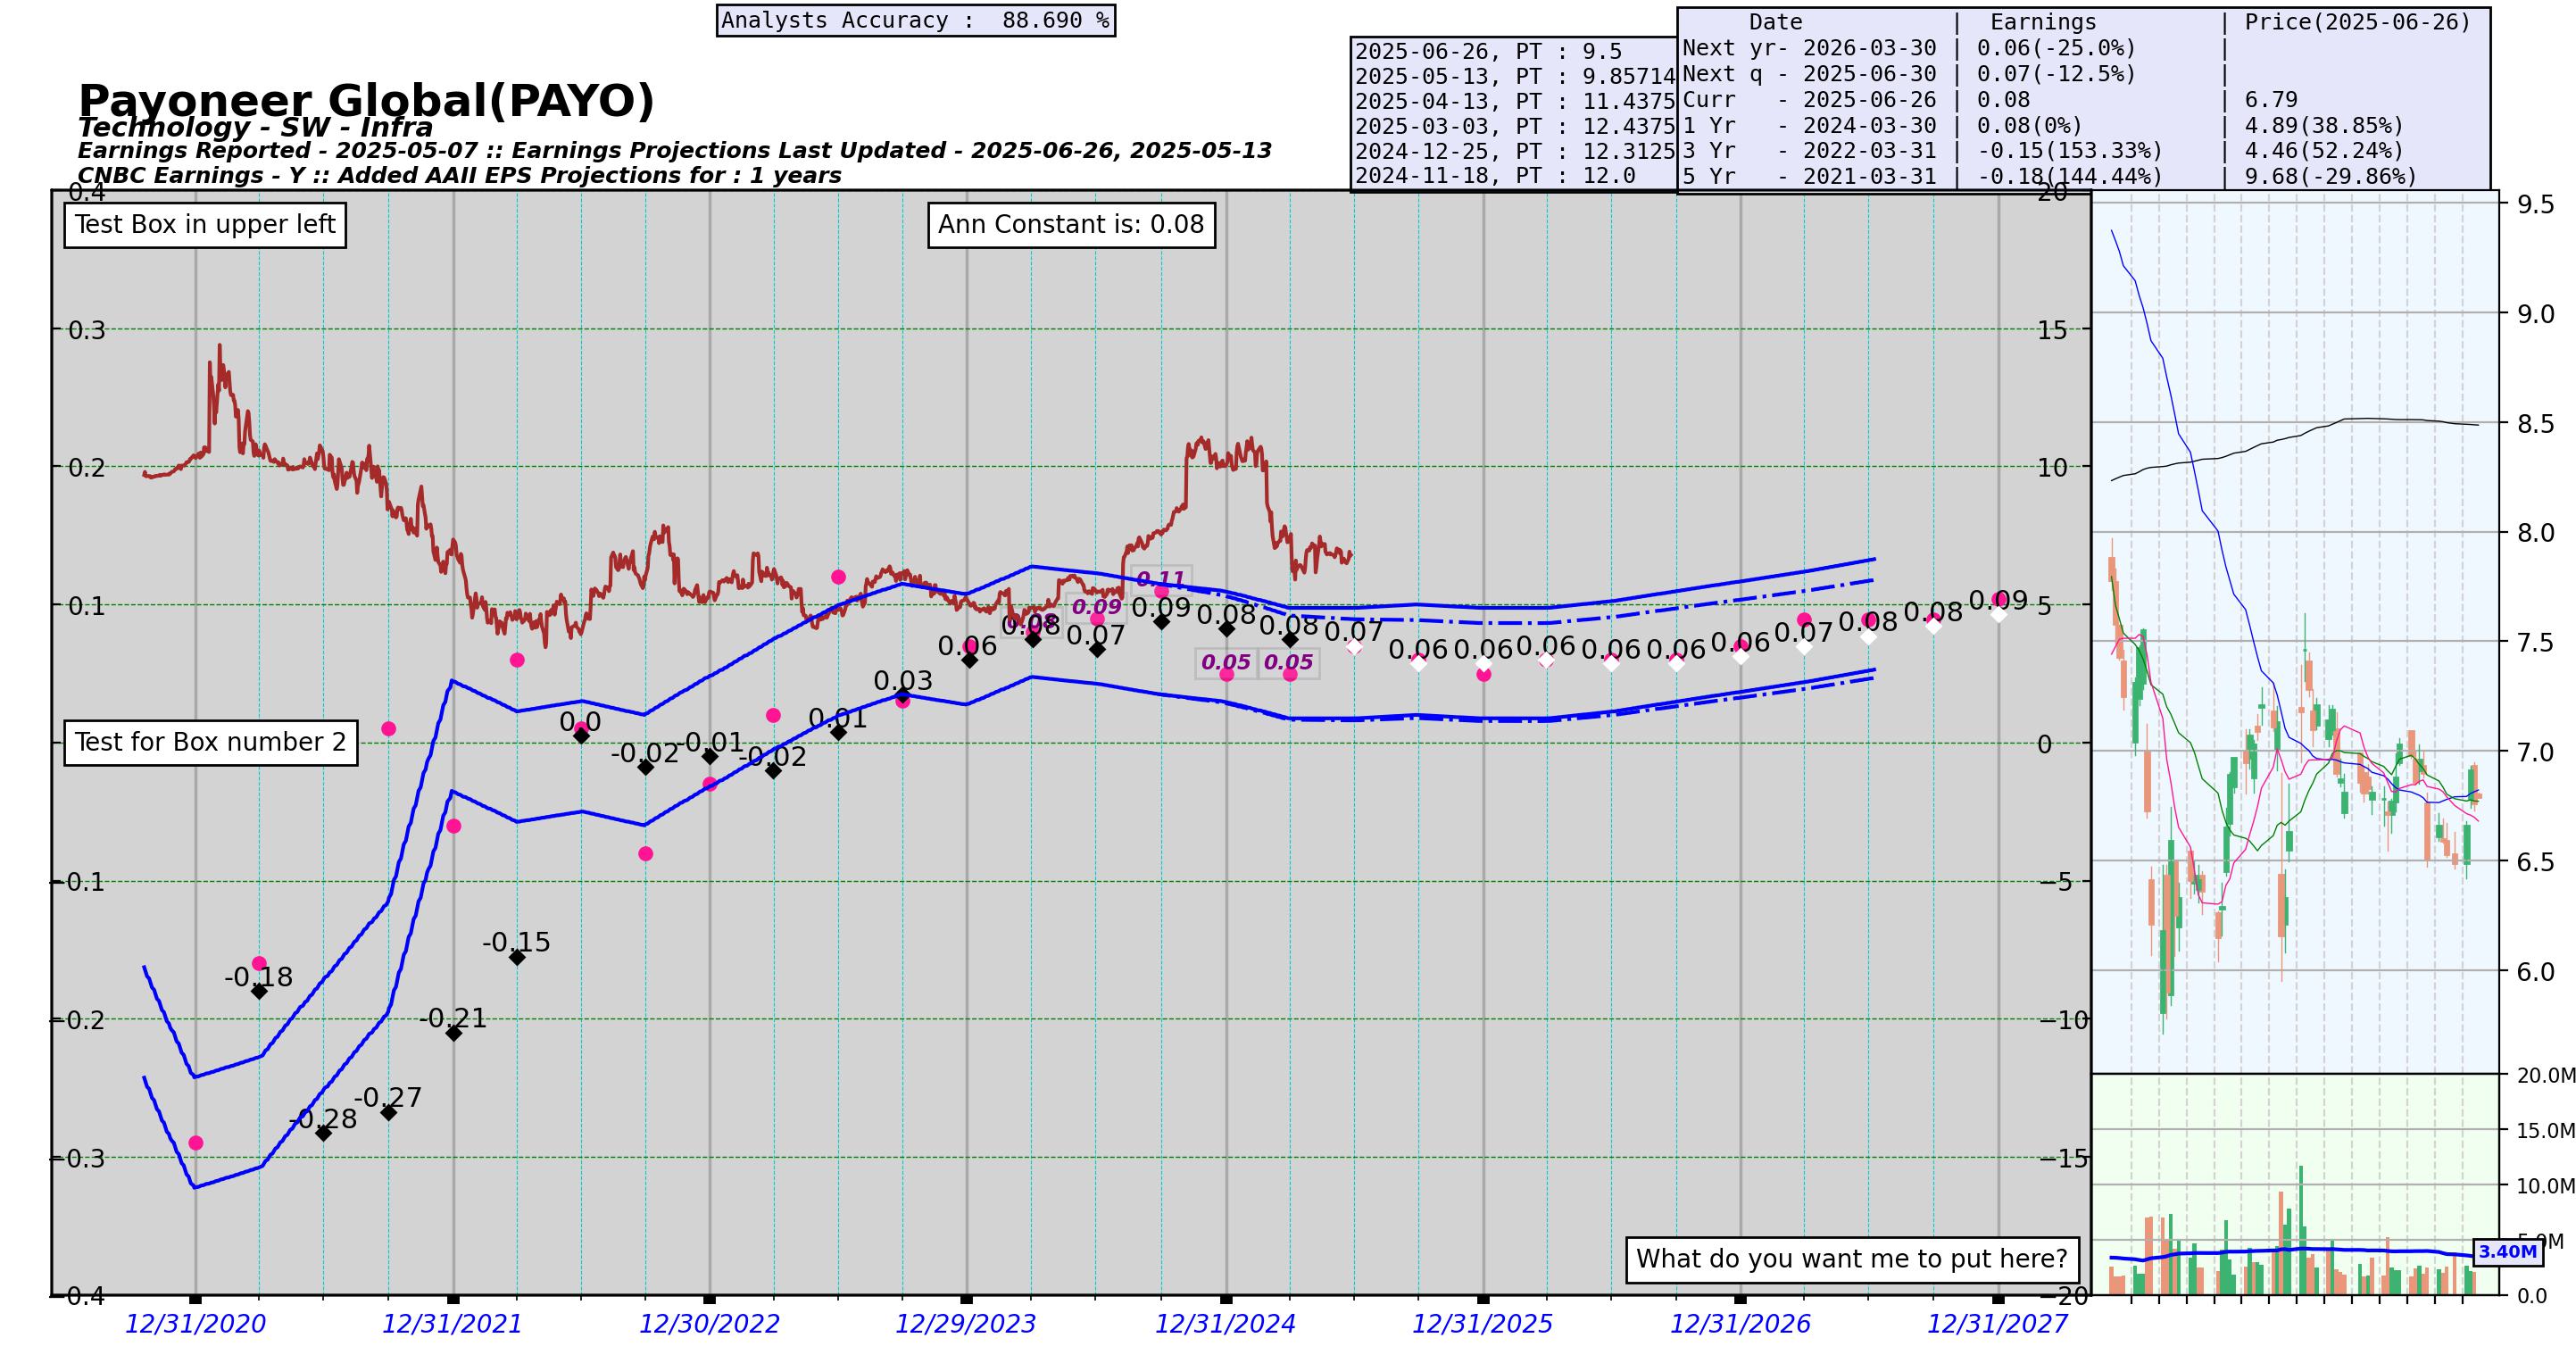 Analysts Accuracy :  88.690 %
Payoneer Global(PAYO)
Technology - SW - Infra
Earnings Reported - 2025-05-07 :: Earnings Projections Last Updated - 2025-06-26, 2025-05-13
CNBC Earnings - Y :: Added AAII EPS Projections for : 1 years
2025-06-26, PT : 9.5
2025-05-13, PT : 9.85714
2025-04-13, PT : 11.4375
2025-03-03, PT : 12.4375
2024-12-25, PT : 12.3125
2024-11-18, PT : 12.0
Date | Earnings | Price(2025-06-26)
Next yr- 2026-03-30 | 0.06(-25.0%) |
Next q - 2025-06-30 | 0.07(-12.5%) |
Curr - 2025-06-26 | 0.08 | 6.79
1 Yr - 2024-03-30 | 0.08(0%) | 4.89(38.85%)
3 Yr - 2022-03-31 | -0.15(153.33%) | 4.46(52.24%)
5 Yr - 2021-03-31 | -0.18(144.44%) | 9.68(-29.86%)
Test Box in upper left
Ann Constant is: 0.08
Test for Box number 2
What do you want me to put here?
0.4
0.3
0.2
0.1
−0.1
−0.2
−0.3
−0.4
20
15
10
5
0
−5
−10
−15
−20
-0.18
-0.28
-0.27
-0.21
-0.15
0.0
-0.02
-0.01
-0.02
0.01
0.03
0.06
0.08
0.08
0.09
0.07
0.11
0.09
0.05
0.08
0.05
0.08
0.07
0.06
0.06
0.06
0.06
0.06
0.06
0.07
0.08
0.08
0.09
9.5
9.0
8.5
8.0
7.5
7.0
6.5
6.0
20.0M
15.0M
10.0M
3.40M
0.0
12/31/2020
12/31/2021
12/30/2022
12/29/2023
12/31/2024
12/31/2025
12/31/2026
12/31/2027